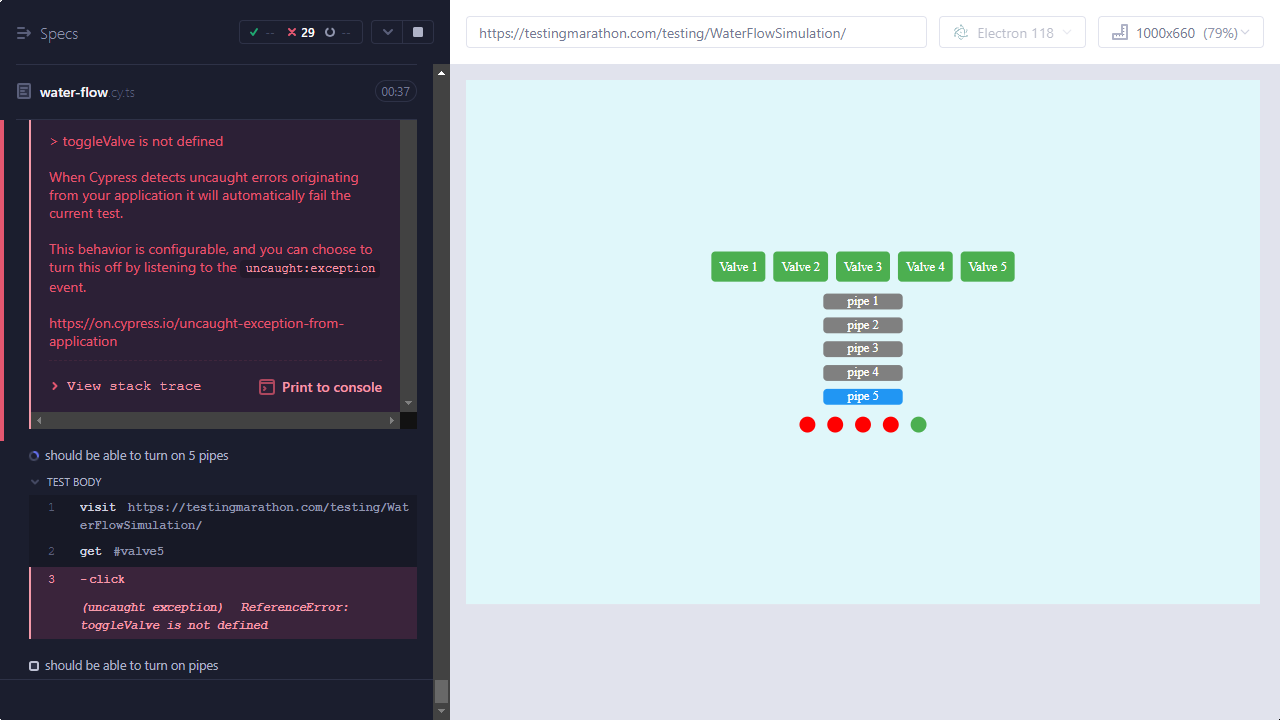 Specs
-- 29 --
water-flow.cy.ts
00:37
> toggleValve is not defined
When Cypress detects uncaught errors originating
from your application it will automatically fail the
current test.
This behavior is configurable, and you can choose to
turn this off by listening to the uncaught:exception
event.
https://on.cypress.io/uncaught-exception-from-
application
View stack trace
Print to console
should be able to turn on 5 pipes
TEST BODY
1 visit https://testingmarathon.com/testing/Wat
erFlowSimulation/
2 get #valve5
3 -click
(uncaught exception) ReferenceError:
toggleValve is not defined
should be able to turn on pipes
https://testingmarathon.com/testing/WaterFlowSimulation/
Electron 118
1000x660 (79%)
Valve 1 Valve 2 Valve 3 Valve 4 Valve 5
pipe 1
pipe 2
pipe 3
pipe 4
pipe 5